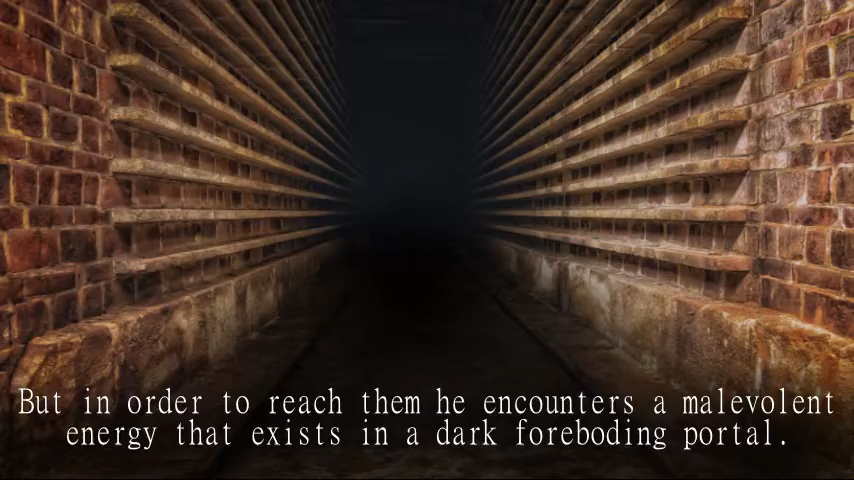 But in order to reach them he encounters a malevolent
energy that exists in a dark foreboding portal.